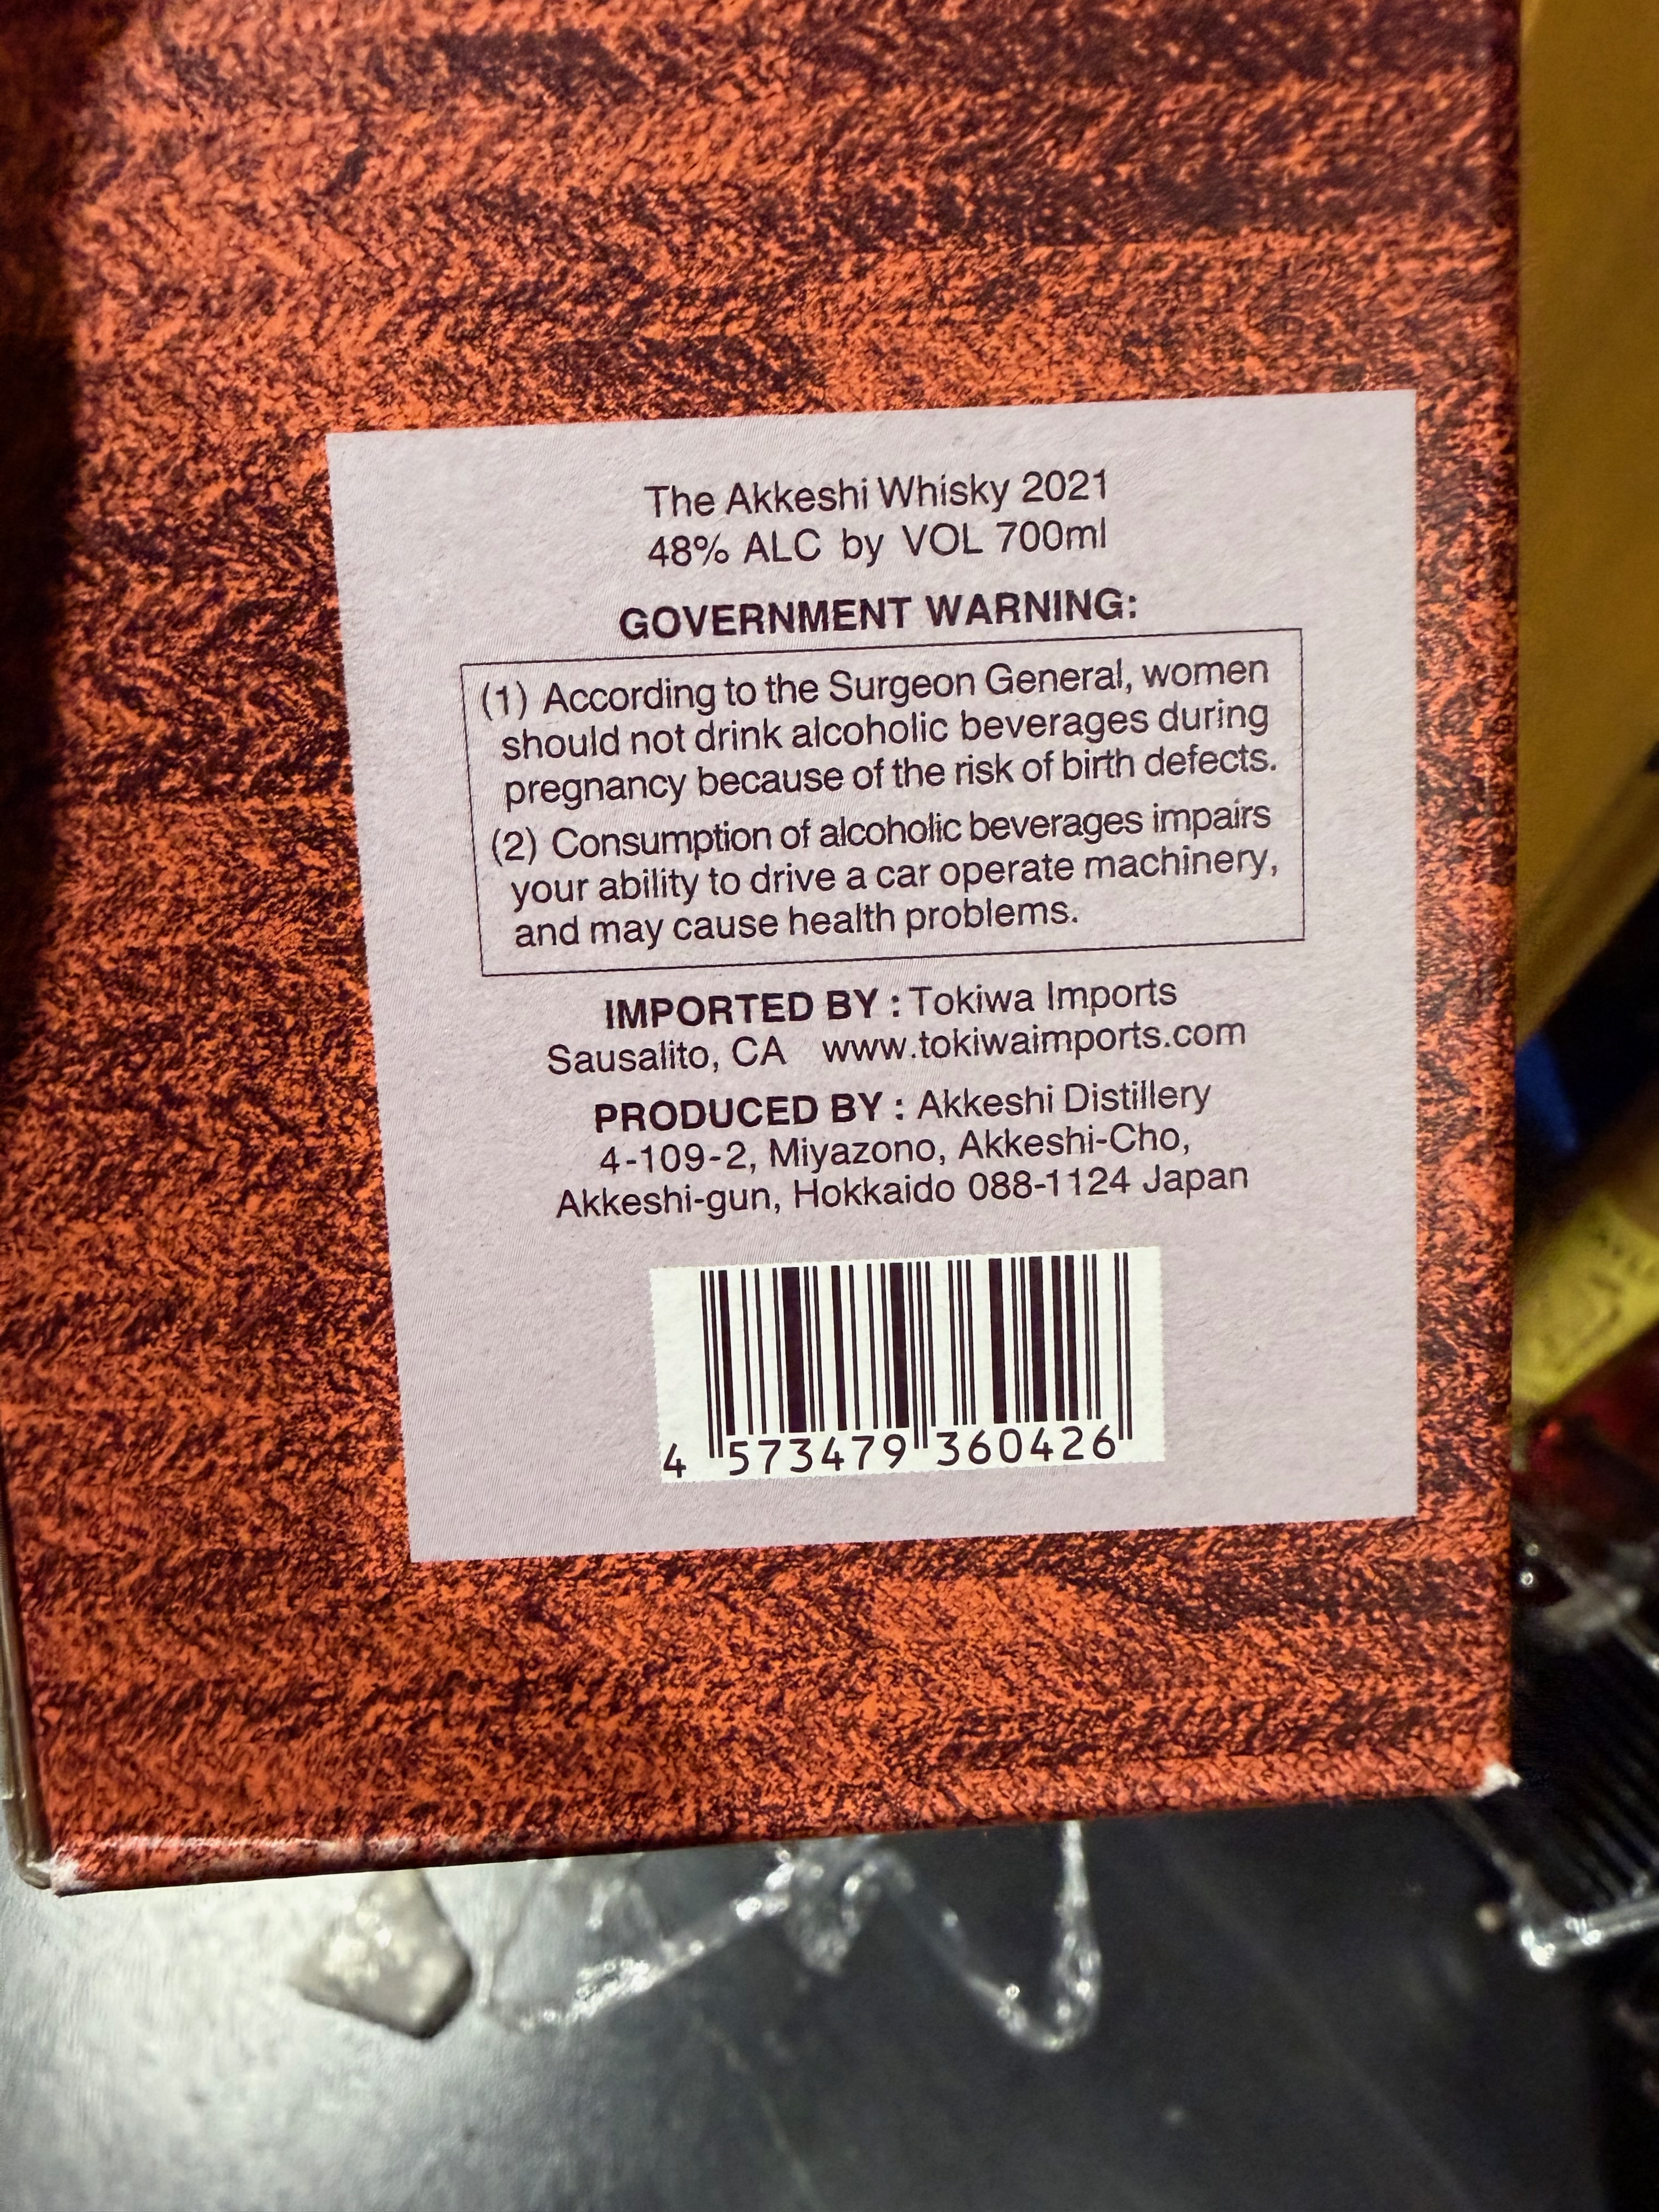 The Akkeshi Whisky 2021
48% ALC by VOL 700ml
GOVERNMENT WARNING:
(1) According to the Surgeon General, women
should not drink alcoholic beverages during
pregnancy because of the risk of birth defects.
(2) Consumption of alcoholic beverages impairs
your ability to drive a car operate machinery,
and may cause health problems.
IMPORTED BY : Tokiwa Imports
Sausalito, CA www.tokiwaimports.com
PRODUCED BY : Akkeshi Distillery
4-109-2, Miyazono, Akkeshi-Cho,
Akkeshi-gun, Hokkaido 088-1124 Japan
4 573479 360426